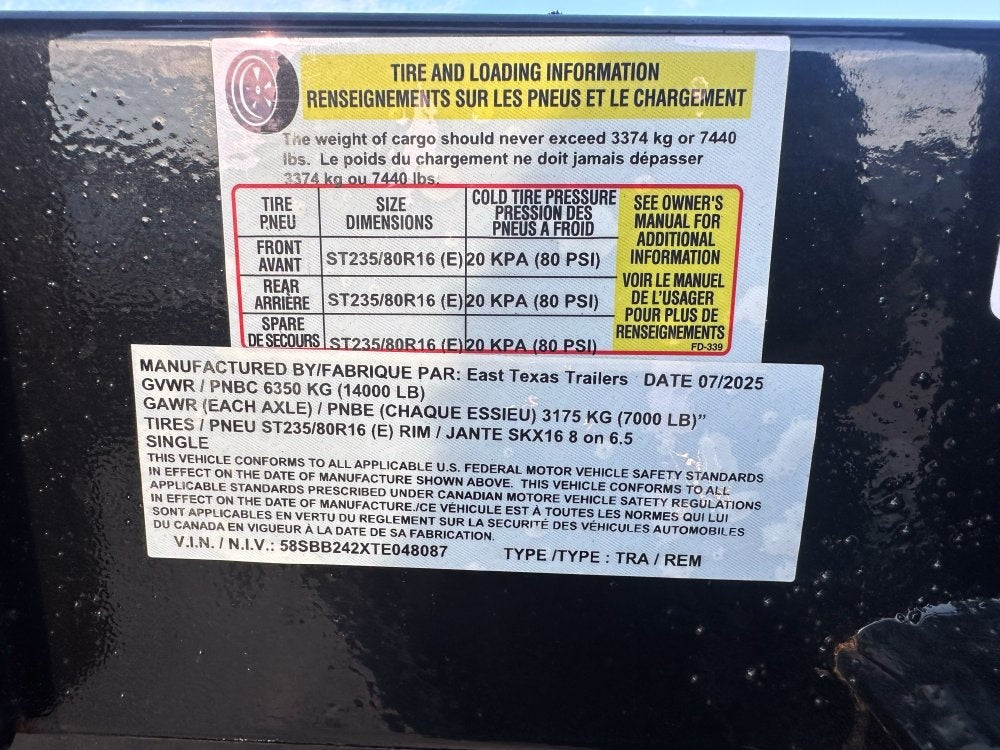 TIRE AND LOADING INFORMATION
RENSEIGNEMENTS SUR LES PNEUS ET LE CHARGEMENT
The weight of cargo should never exceed 3374 kg or 7440
lbs. Le poids du chargement ne doit jamais dépasser
3374 kg ou 7440 lbs.
TIRE PNEU SIZE DIMENSIONS COLD TIRE PRESSURE PRESSION DES PNEUS A FROID
FRONT AVANT ST235/80R16 (E) 20 KPA (80 PSI)
REAR ARRIÈRE ST235/80R16 (E) 20 KPA (80 PSI)
SPARE DE SECOURS ST235/80R16 (E) 20 KPA (80 PSI)
SEE OWNER'S
MANUAL FOR
ADDITIONAL
INFORMATION
VOIR LE MANUEL
DE L'USAGER
POUR PLUS DE
RENSEIGNEMENTS
FD-339
MANUFACTURED BY/FABRIQUE PAR: East Texas Trailers DATE 07/2025
GVWR / PNBC 6350 KG (14000 LB)
GAWR (EACH AXLE) / PNBE (CHAQUE ESSIEU) 3175 KG (7000 LB)”
TIRES / PNEU ST235/80R16 (E) RIM / JANTE SKX16 8 on 6.5
SINGLE
THIS VEHICLE CONFORMS TO ALL APPLICABLE U.S. FEDERAL MOTOR VEHICLE SAFETY STANDARDS
IN EFFECT ON THE DATE OF MANUFACTURE SHOWN ABOVE. THIS VEHICLE CONFORMS TO ALL
APPLICABLE STANDARDS PRESCRIBED UNDER CANADIAN MOTORE VEHICLE SATETY REGULATIONS
IN EFFECT ON THE DATE OF MANUFACTURE./CE VÉHICULE EST À TOUTES LES NORMES QUI LUI
SONT APPLICABLES EN VERTU DU REGLEMENT SUR LA SECURITÉ DES VÉHICULES AUTOMOBILES
DU CANADA EN VIGUEUR À LA DATE DE SA FABRICATION.
V.I.N. / N.I.V.: 58SBB242XTE048087 TYPE /TYPE : TRA / REM